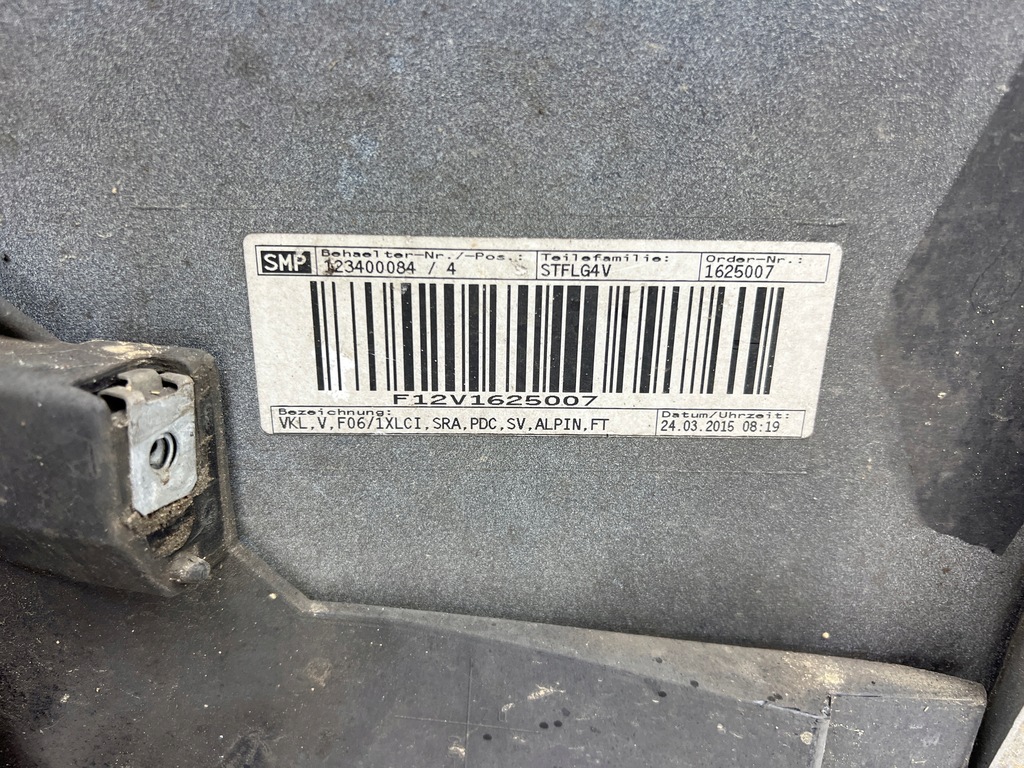 SMP
Behaelter-Nr./-Pos.: Teilefamilie: Order-Nr.:
123400084 / 4 STFLG4V 1625007
F12V1625007
Bezeichnung: Datum/Uhrzeit:
VKL,V,F06/1XLCI,SRA,PDC,SV,ALPIN,FT 24.03.2015 08:19